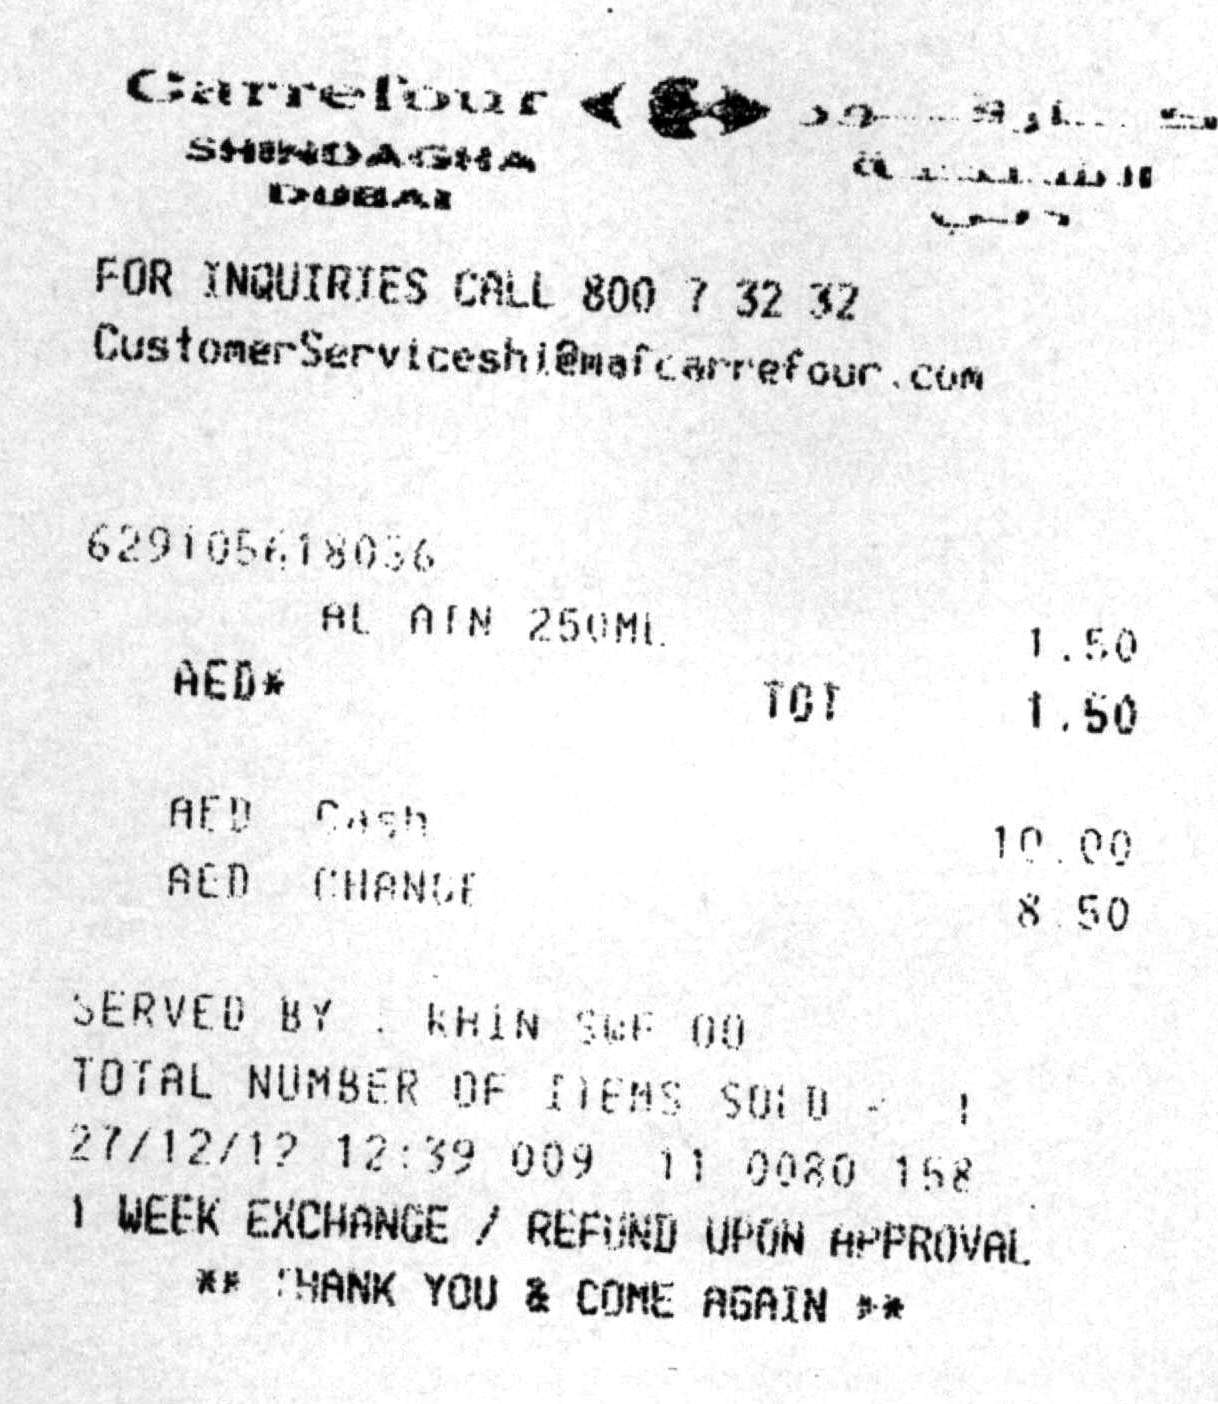 Carrefour
SHINDAGHA
DUBAI
FOR INQUIRIES CALL 800 7 32 32
CustomerServiceshi@mafcarrefour.com
629105618036
AL AIN 250ML 1.50
AED* TOT 1.50
AED Cash 10.00
AED CHANGE 8.50
SERVED BY : KHIN SWE OO
TOTAL NUMBER OF ITEMS SOLD = 1
27/12/12 12:39 009 11 0080 158
1 WEEK EXCHANGE / REFUND UPON APPROVAL
** THANK YOU & COME AGAIN **